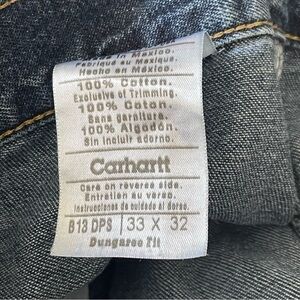 in Mexico.
Fabriqué au Mexique.
Hecho en México.
100% Cotton.
Exclusive of Trimming.
100% Coton.
Sans garniture.
100% Algodón.
Sin incluir adorno.
Carhartt
Care on reverse side.
Entretien au verso.
Instrucciones de cuidado al dorso.
B13 DPS 33 X 32
Dungaree Fit